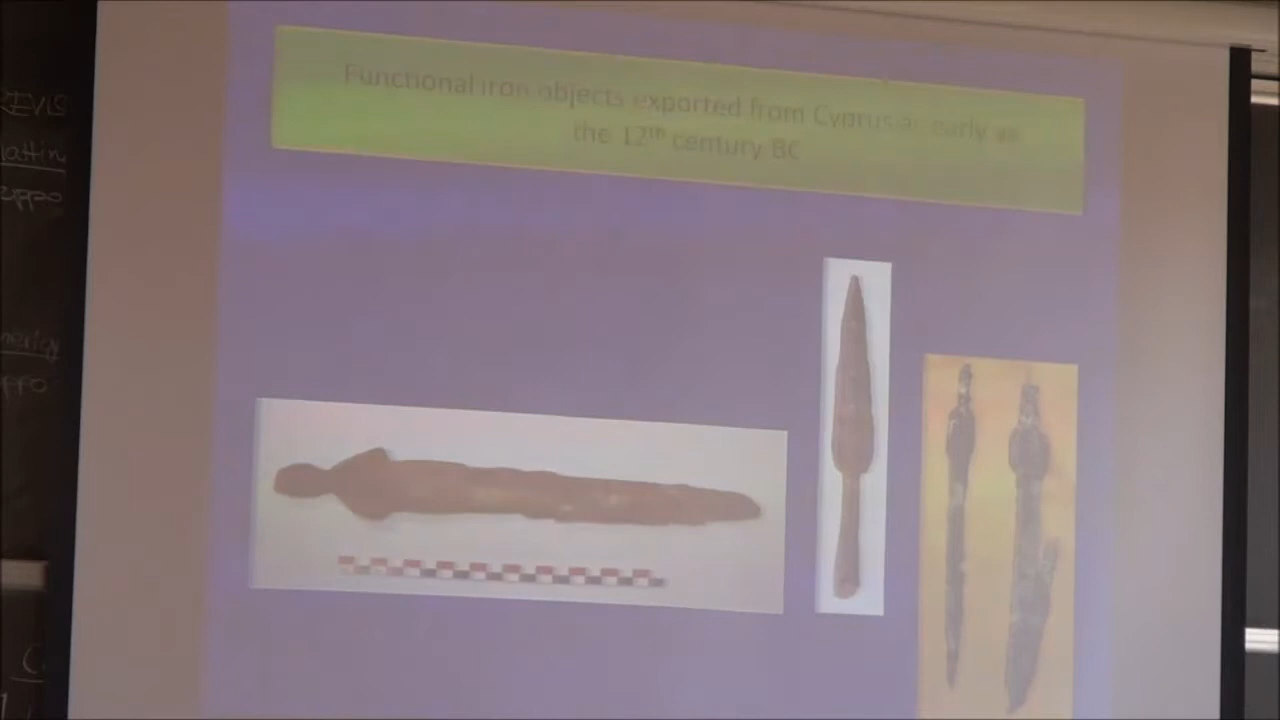 Functional iron objects exported from Cyprus as early as
the 12th century BC